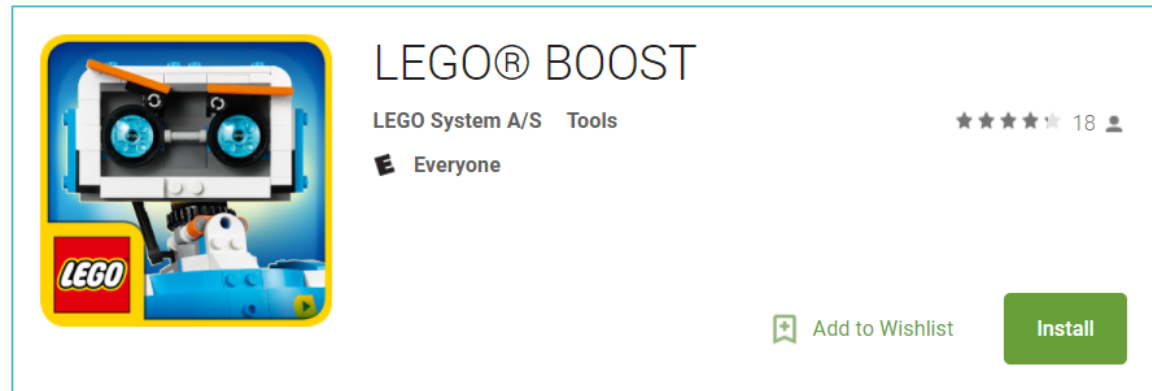 LEGO® BOOST
LEGO System A/S Tools
18
E Everyone
LEGO
Add to Wishlist Install